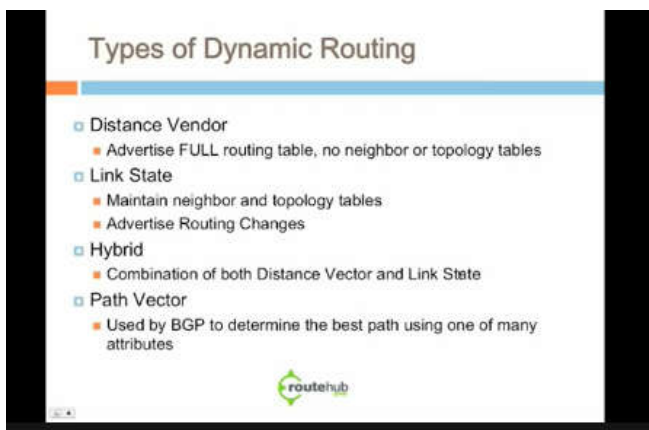 Types of Dynamic Routing
Distance Vendor
Advertise FULL routing table, no neighbor or topology tables
Link State
Maintain neighbor and topology tables
Advertise Routing Changes
Hybrid
Combination of both Distance Vector and Link State
Path Vector
Used by BGP to determine the best path using one of many
attributes
routehub